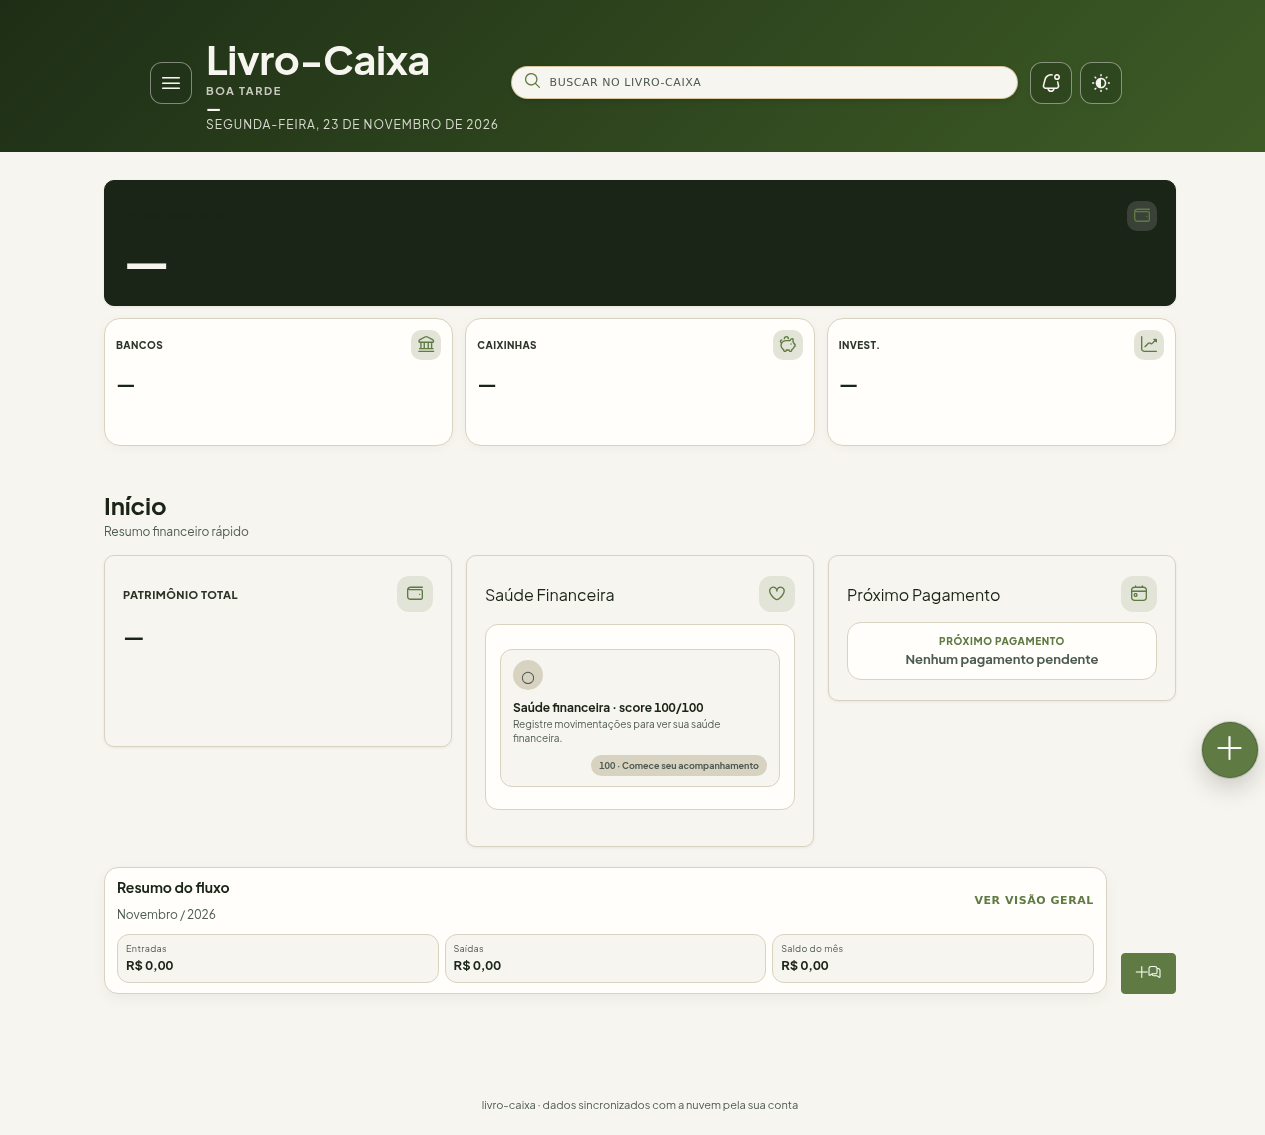 Livro-Caixa
BOA TARDE
—
SEGUNDA-FEIRA, 23 DE NOVEMBRO DE 2026
BUSCAR NO LIVRO-CAIXA
—
BANCOS
—
CAIXINHAS
—
INVEST.
—
Início
Resumo financeiro rápido
PATRIMÔNIO TOTAL
—
Saúde Financeira
Saúde financeira · score 100/100
Registre movimentações para ver sua saúde
financeira.
100 · Comece seu acompanhamento
Próximo Pagamento
PRÓXIMO PAGAMENTO
Nenhum pagamento pendente
Resumo do fluxo
Novembro / 2026
VER VISÃO GERAL
Entradas
R$ 0,00
Saídas
R$ 0,00
Saldo do mês
R$ 0,00
livro-caixa · dados sincronizados com a nuvem pela sua conta